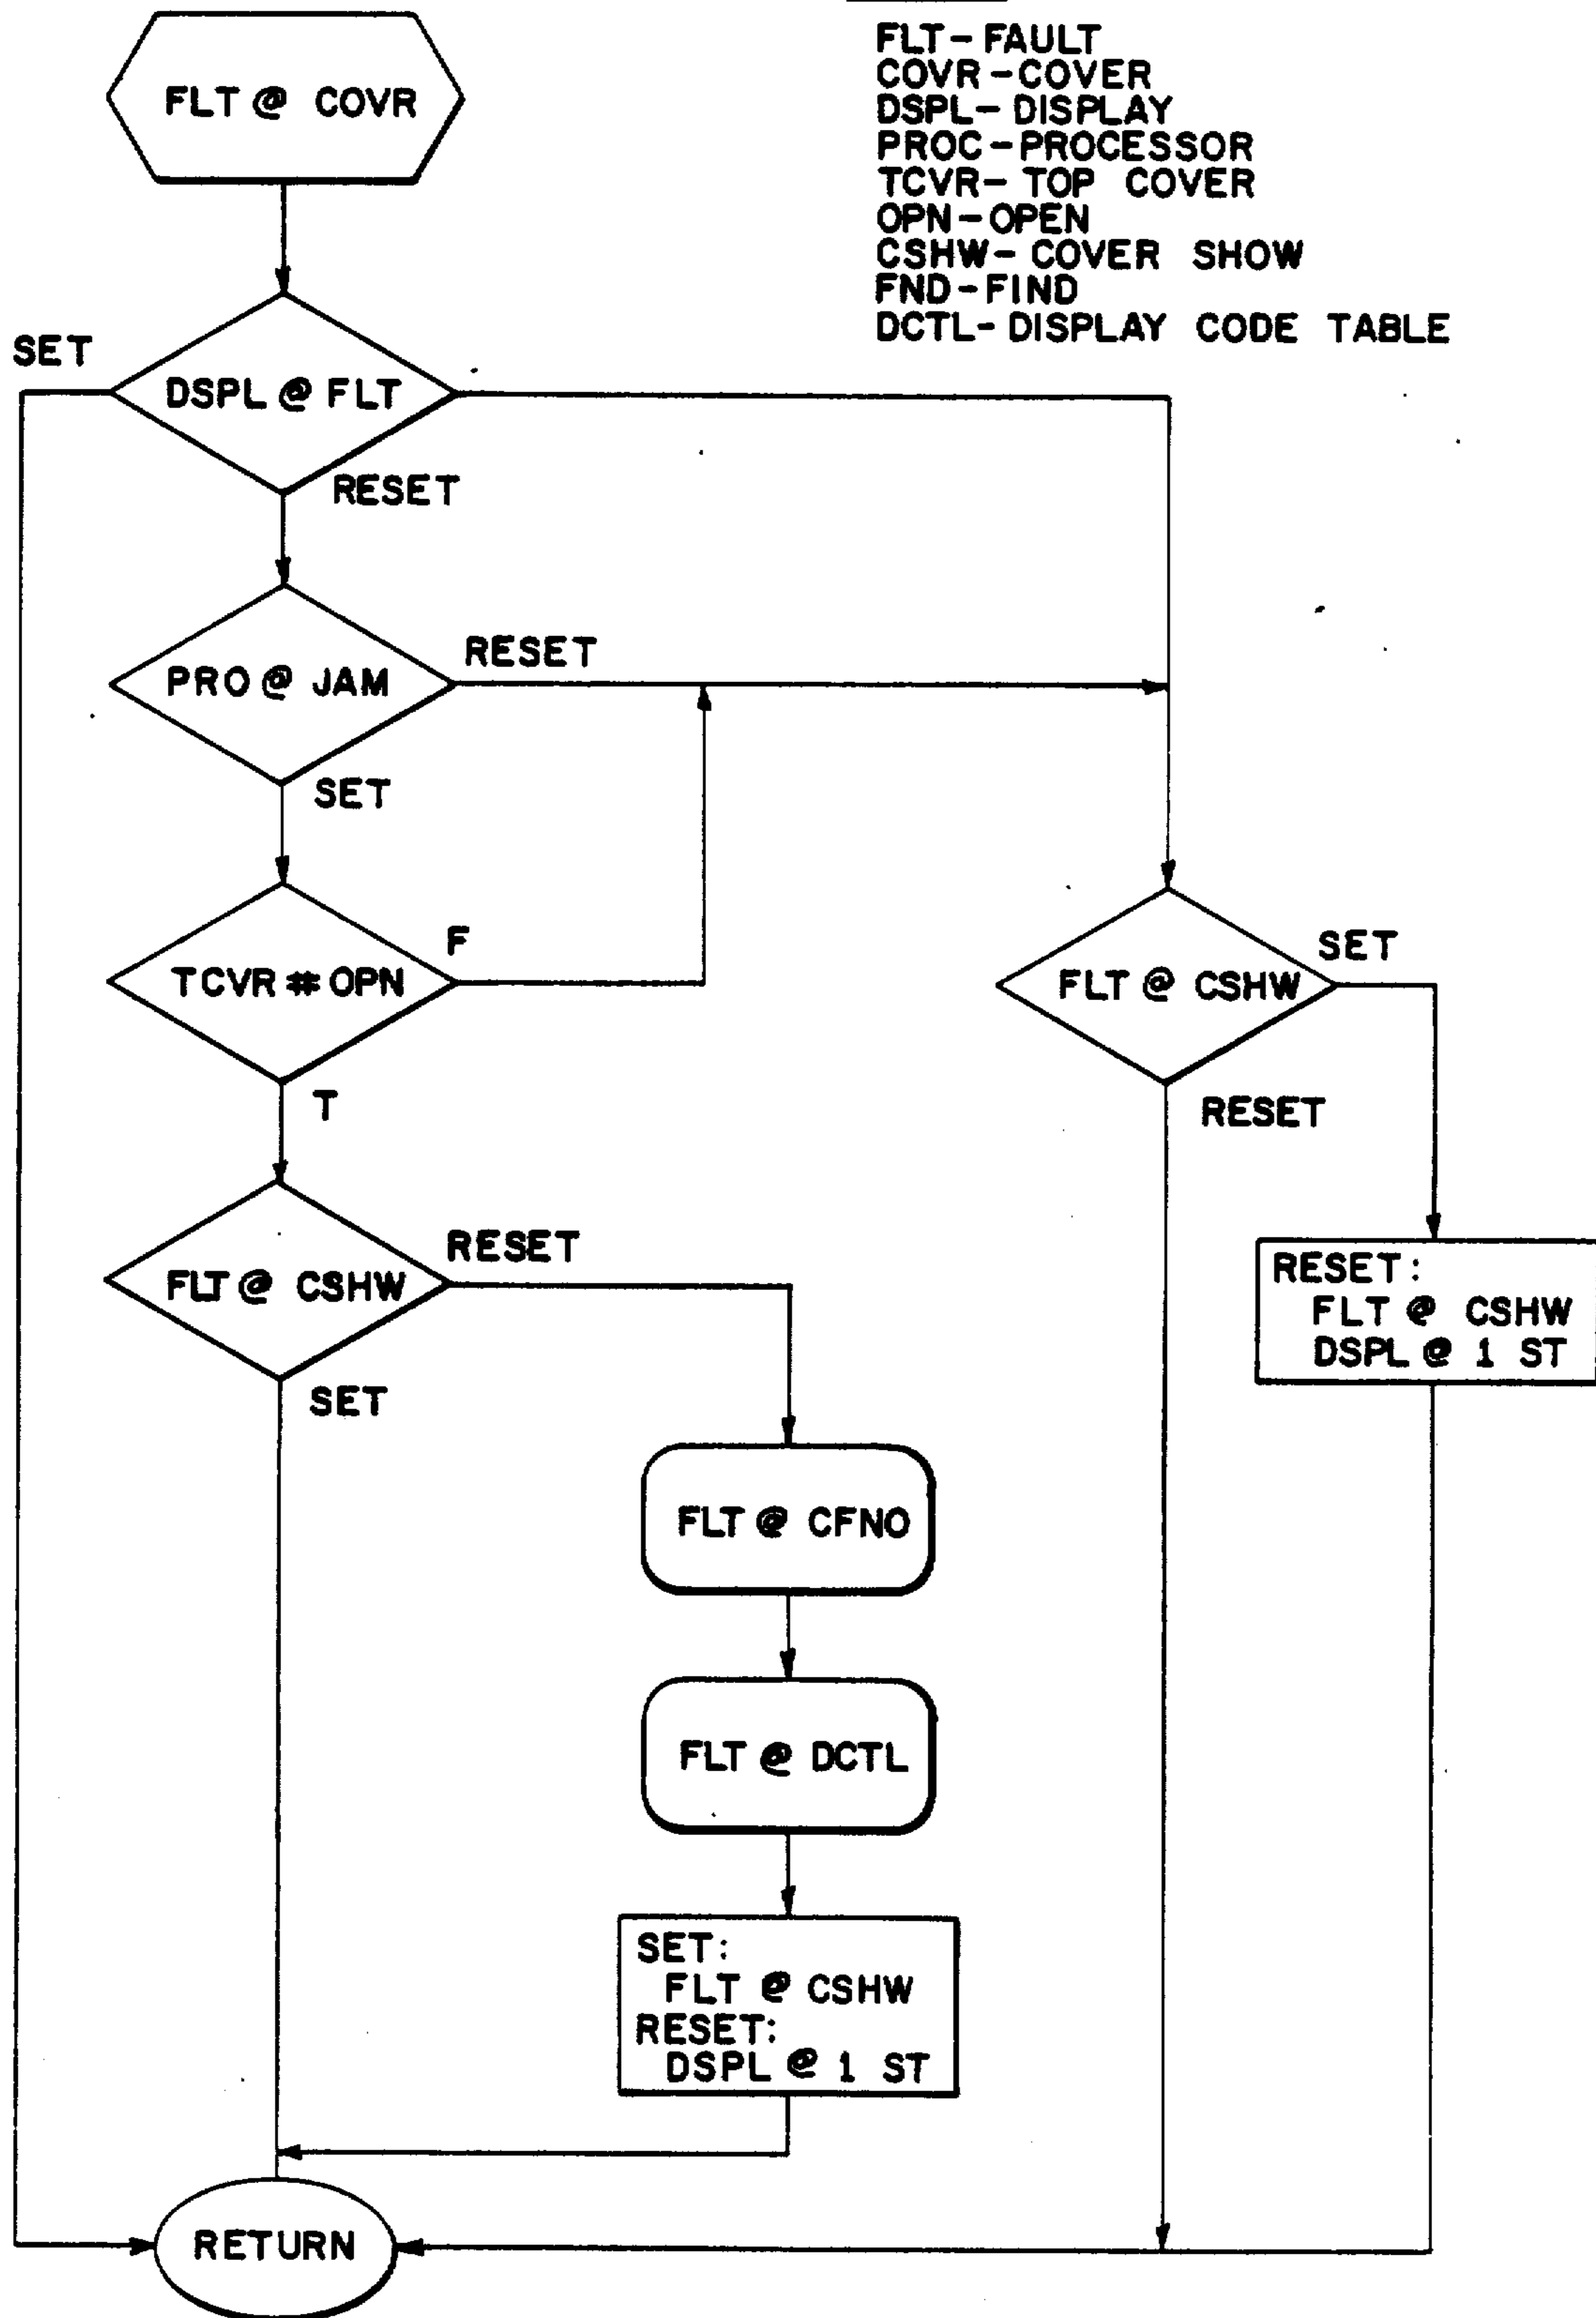 FLT-FAULT
COVR-COVER
DSPL-DISPLAY
PROC-PROCESSOR
TCVR-TOP COVER
OPN-OPEN
CSHW-COVER SHOW
FND-FIND
DCTL-DISPLAY CODE TABLE
FLT @ COVR
SET
DSPL @ FLT
RESET
PRO @ JAM
RESET
SET
TCVR # OPN
F
T
FLT @ CSHW
SET
RESET
FLT @ CSHW
RESET
SET
RESET:
FLT @ CSHW
DSPL @ 1 ST
FLT @ CFNO
FLT @ DCTL
SET:
FLT @ CSHW
RESET:
DSPL @ 1 ST
RETURN